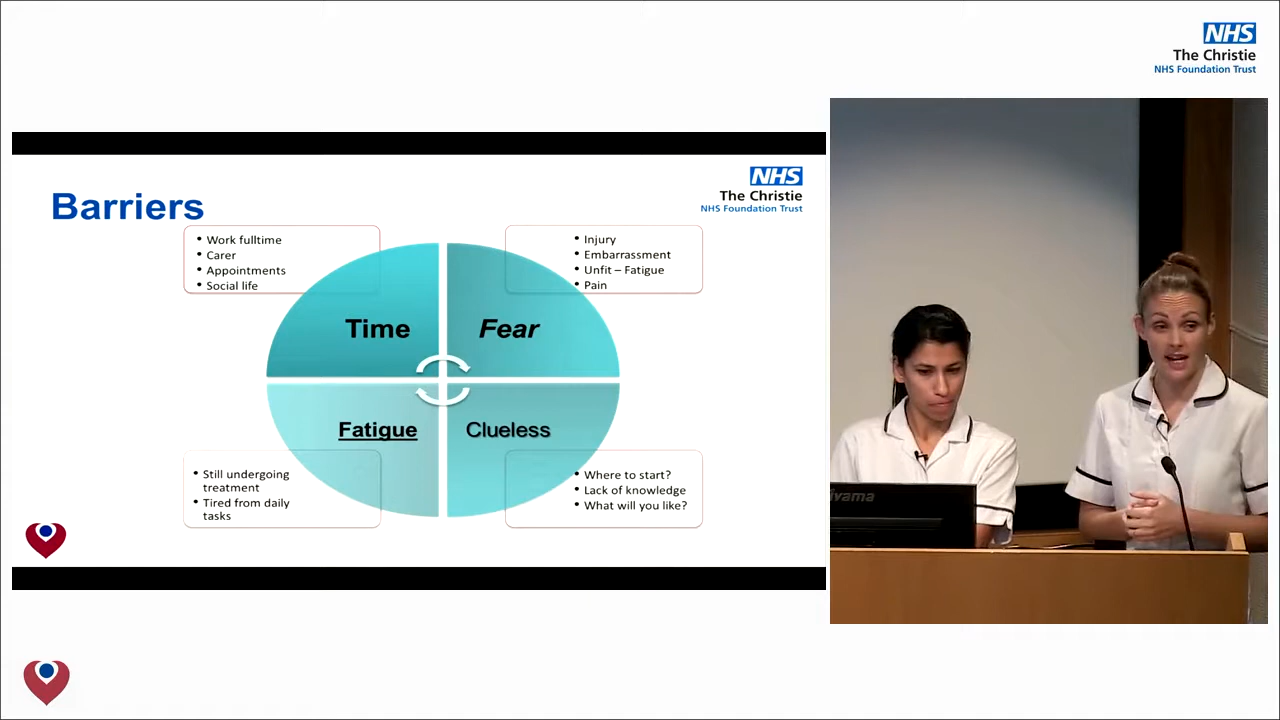 NHS
The Christie
NHS Foundation Trust
Barriers
NHS
The Christie
NHS Foundation Trust
• Work fulltime
• Carer
• Appointments
• Social life
• Injury
• Embarrassment
• Unfit – Fatigue
• Pain
Time
Fear
Fatigue
Clueless
• Still undergoing
treatment
• Tired from daily
tasks
• Where to start?
• Lack of knowledge
• What will you like?
iiyama